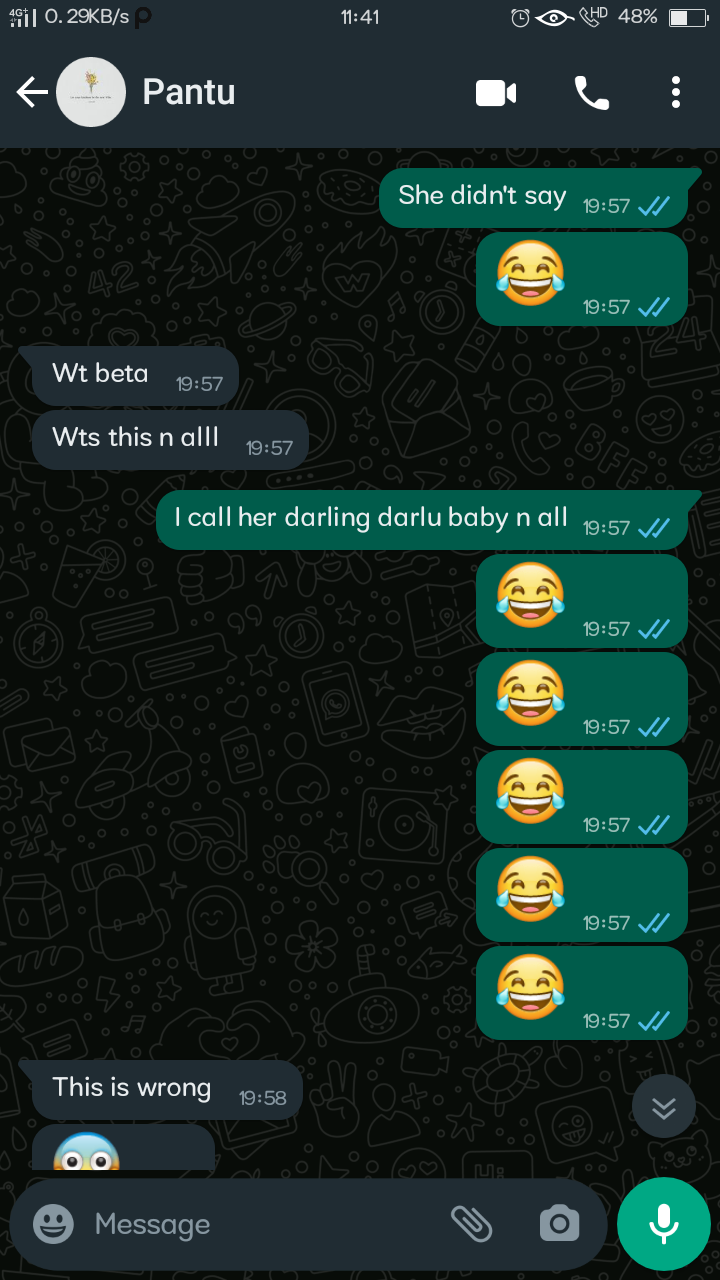 4G+ 0.29KB/s 11:41 HD 48%
Pantu
She didn't say 19:57
😂 19:57
Wt beta 19:57
Wts this n alll 19:57
I call her darling darlu baby n all 19:57
😂 19:57
😂 19:57
😂 19:57
😂 19:57
😂 19:57
This is wrong 19:58
Message